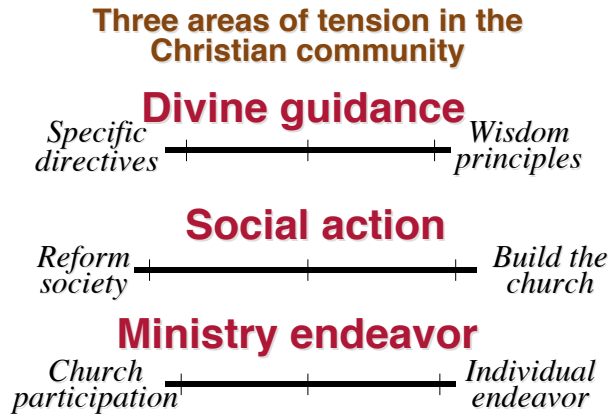 Three areas of tension in the
Christian community
Divine guidance
Specific
directives
Wisdom
principles
Social action
Reform
society
Build the
church
Ministry endeavor
Church
participation
Individual
endeavor